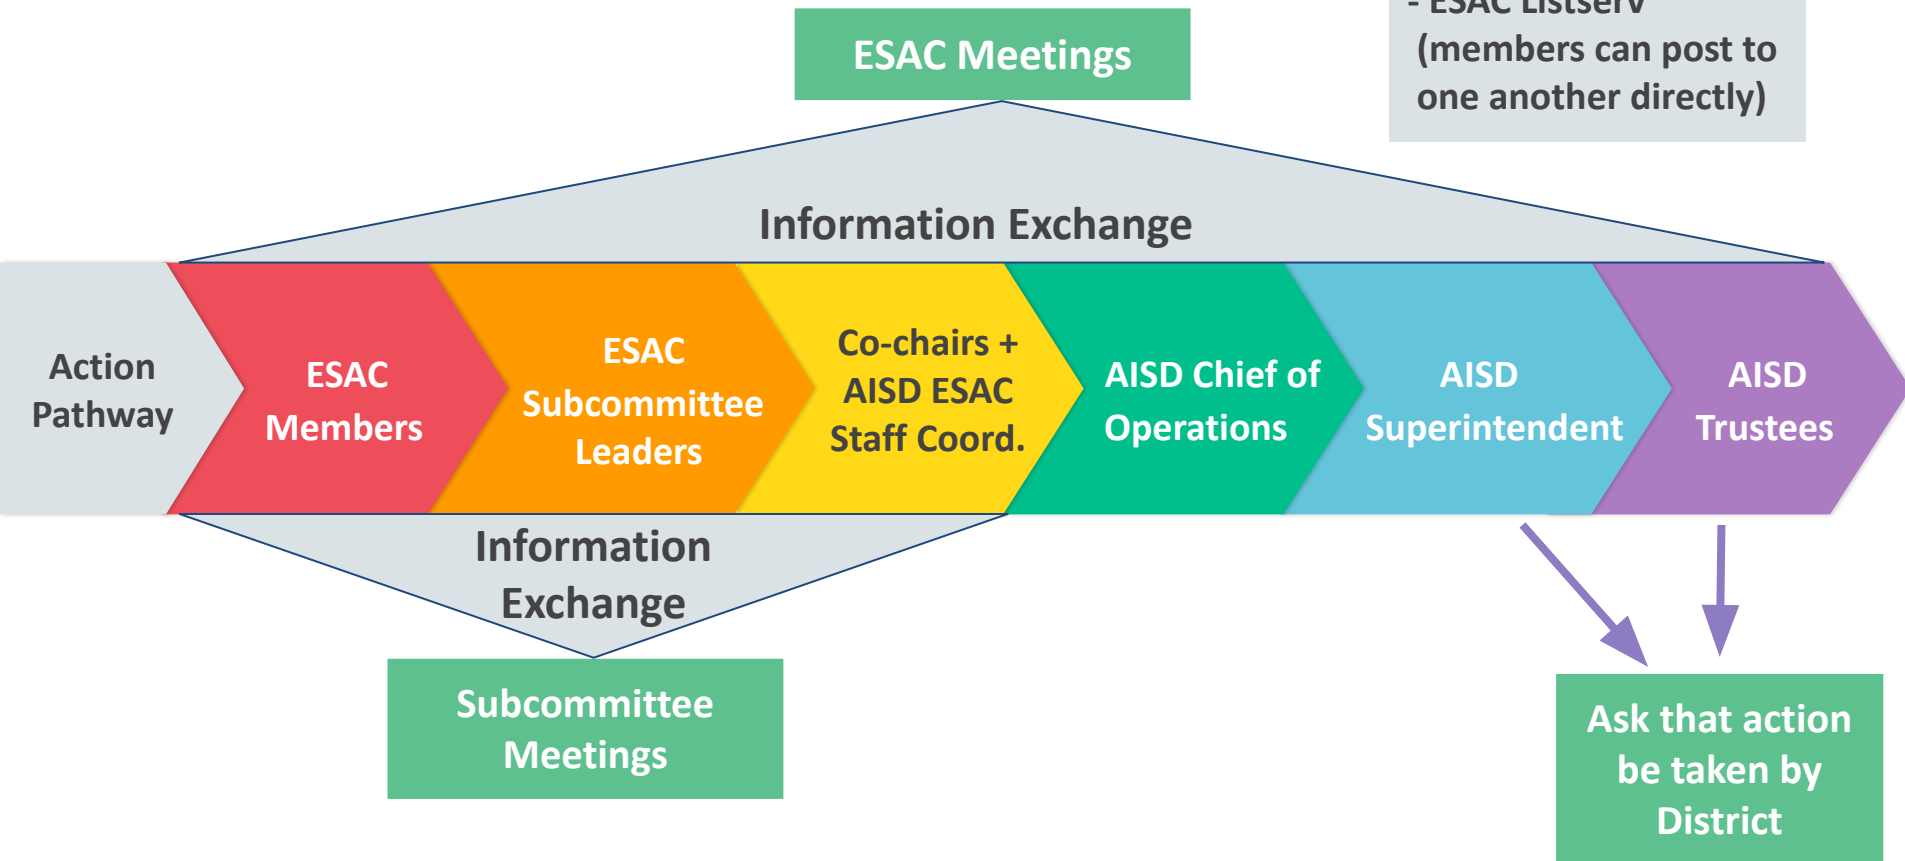 - ESAC Listserv
(members can post to
one another directly)
ESAC Meetings
Information Exchange
Action
Pathway
ESAC
Members
ESAC
Subcommittee
Leaders
Co-chairs +
AISD ESAC
Staff Coord.
AISD Chief of
Operations
AISD
Superintendent
AISD
Trustees
Information
Exchange
Subcommittee
Meetings
Ask that action
be taken by
District